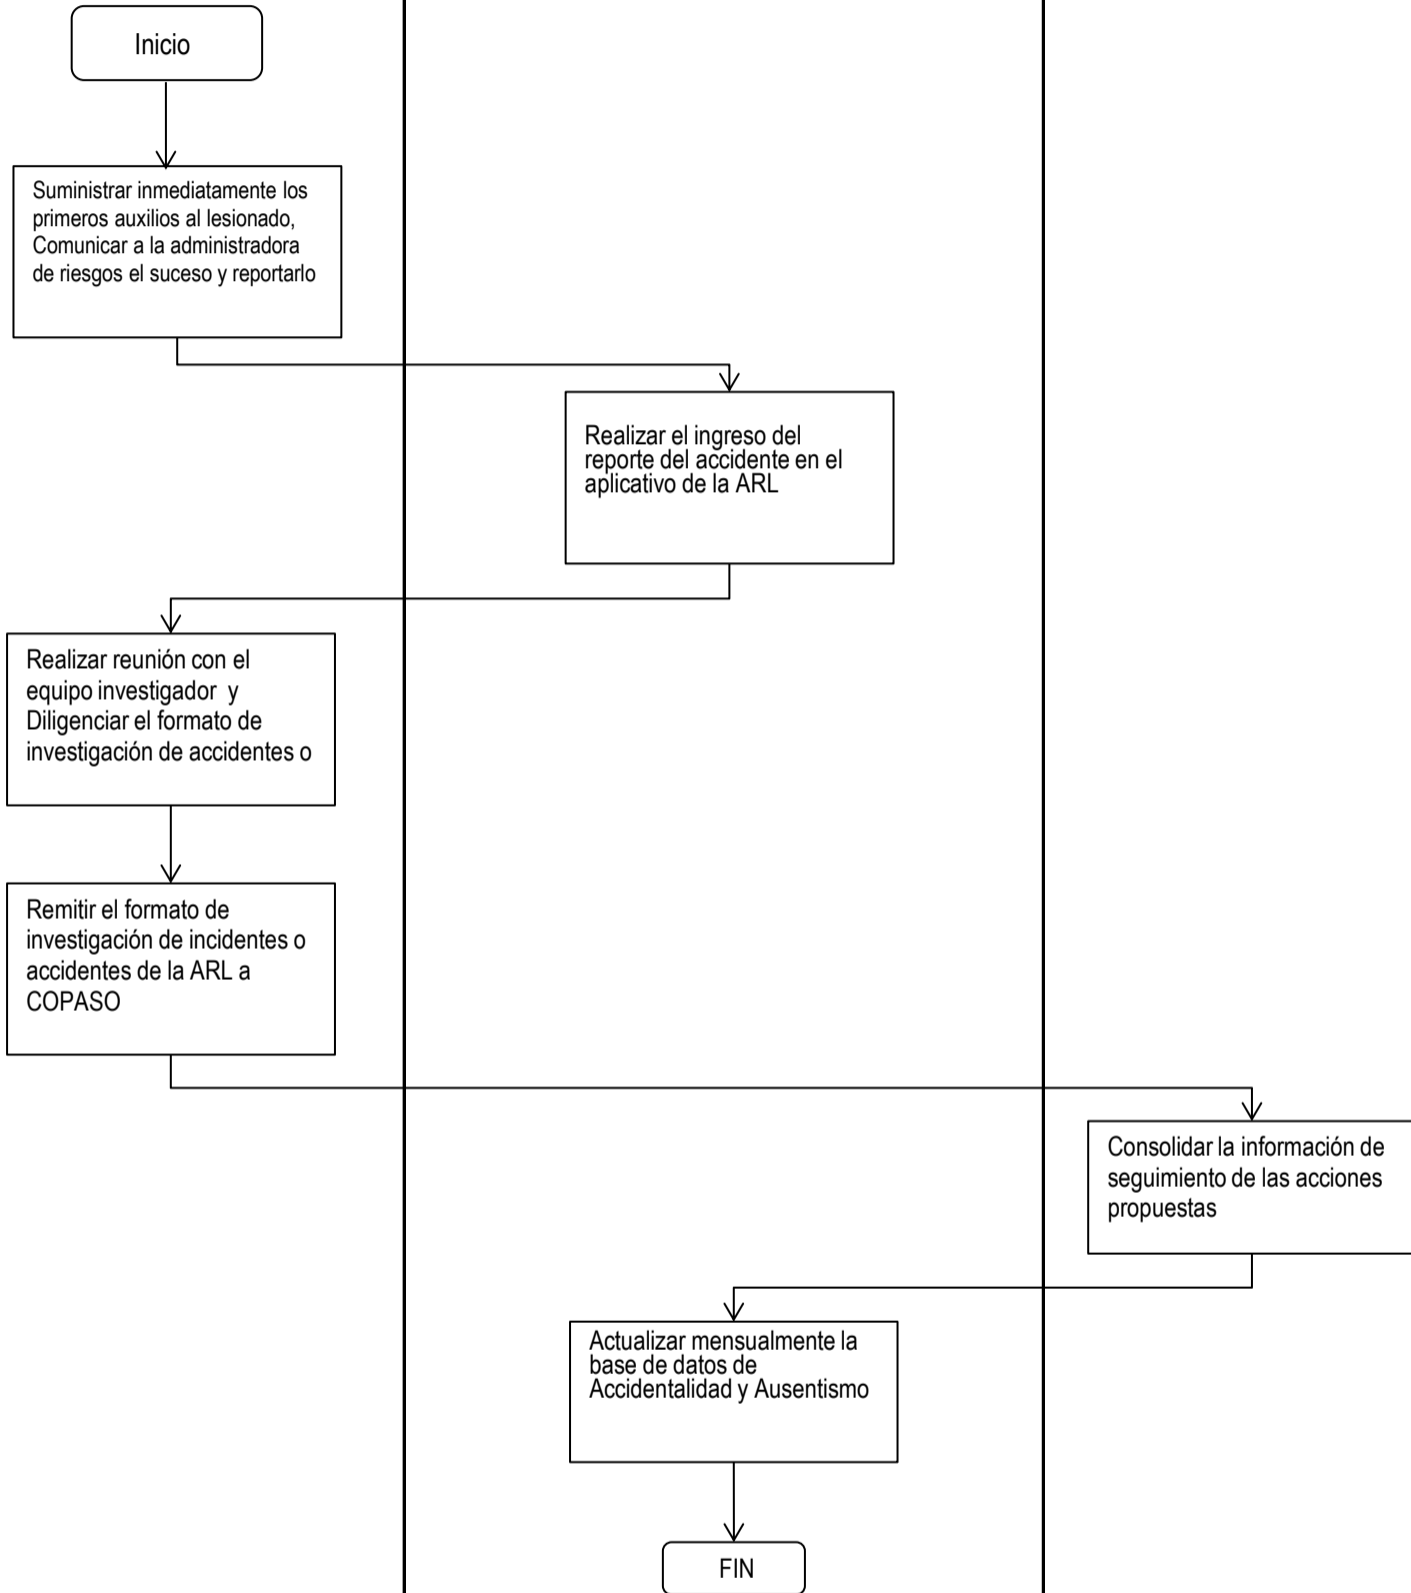 Inicio
Suministrar inmediatamente los
primeros auxilios al lesionado,
Comunicar a la administradora
de riesgos el suceso y reportarlo
Realizar el ingreso del
reporte del accidente en el
aplicativo de la ARL
Realizar reunión con el
equipo investigador y
Diligenciar el formato de
investigación de accidentes o
Remitir el formato de
investigación de incidentes o
accidentes de la ARL a
COPASO
Consolidar la información de
seguimiento de las acciones
propuestas
Actualizar mensualmente la
base de datos de
Accidentalidad y Ausentismo
FIN